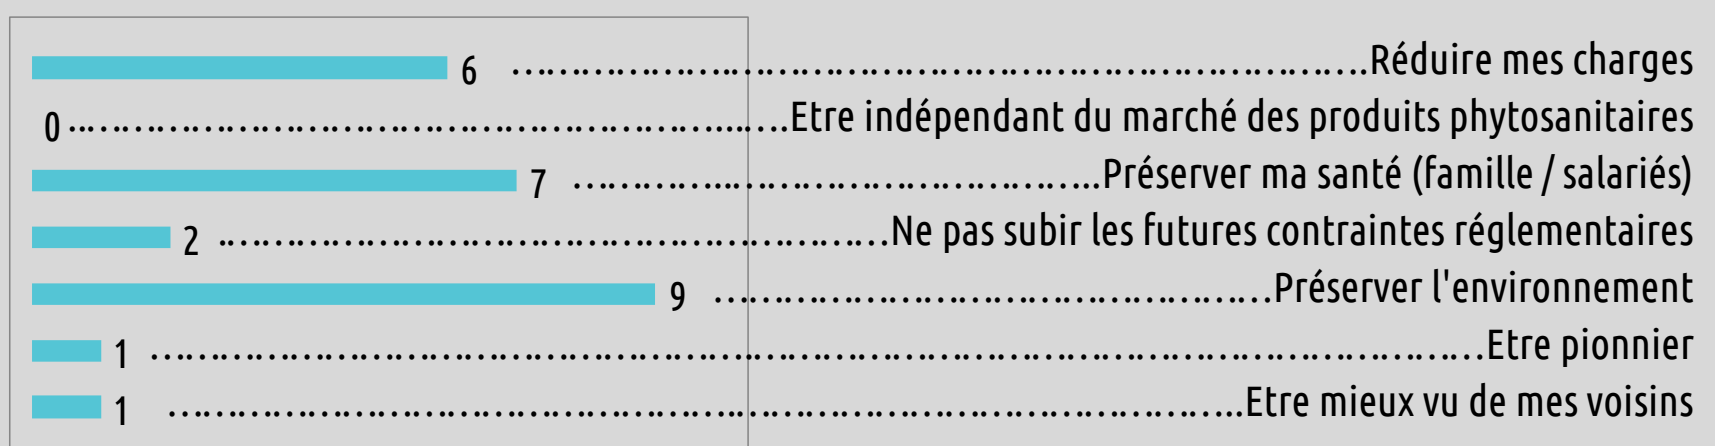 6 ……………………………………………………………………………….Réduire mes charges
0 …………………………………………………………………Etre indépendant du marché des produits phytosanitaires
7 ………………………………………………..Préserver ma santé (famille / salariés)
2 ………………………………………………………………Ne pas subir les futures contraintes réglementaires
9 ……………………………………………………Préserver l'environnement
1 ……………………………………………………………………………………………………………………………Etre pionnier
1 ……………………………………………………………………………………………………..Etre mieux vu de mes voisins